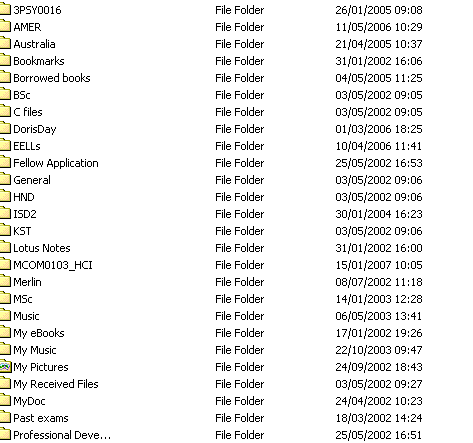 3PSY0016 File Folder 26/01/2005 09:08
AMER File Folder 11/05/2006 10:29
Australia File Folder 21/04/2005 10:37
Bookmarks File Folder 31/01/2002 16:06
Borrowed books File Folder 04/05/2005 11:25
BSc File Folder 03/05/2002 09:05
C files File Folder 03/05/2002 09:05
DorisDay File Folder 01/03/2006 18:25
EELLs File Folder 10/04/2006 11:41
Fellow Application File Folder 25/05/2002 16:53
General File Folder 03/05/2002 09:06
HND File Folder 03/05/2002 09:06
ISD2 File Folder 30/01/2004 16:23
KST File Folder 03/05/2002 09:06
Lotus Notes File Folder 31/01/2002 16:00
MCOM0103_HCI File Folder 15/01/2007 10:05
Merlin File Folder 08/07/2002 11:18
MSc File Folder 14/01/2003 12:28
Music File Folder 06/05/2003 13:41
My eBooks File Folder 17/01/2002 19:26
My Music File Folder 22/10/2003 09:47
My Pictures File Folder 24/09/2002 18:43
My Received Files File Folder 03/05/2002 09:27
MyDoc File Folder 24/04/2002 10:23
Past exams File Folder 18/03/2002 14:24
Professional Deve... File Folder 25/05/2002 16:51